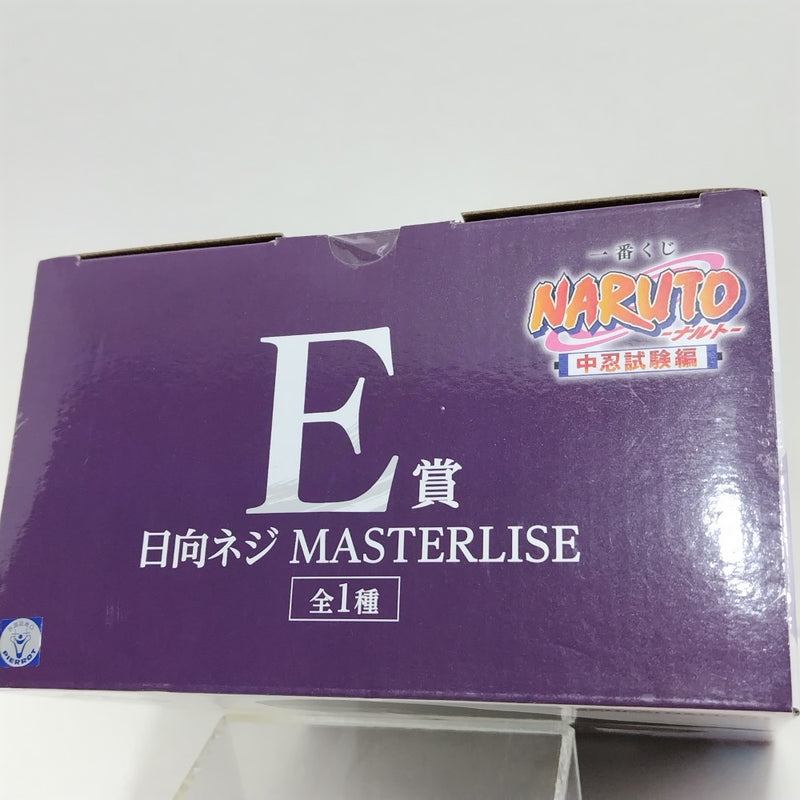 一番くじ
NARUTO
-ナルト-
中忍試験編
E賞
日向ネジ MASTERLISE
全1種
PIERROT